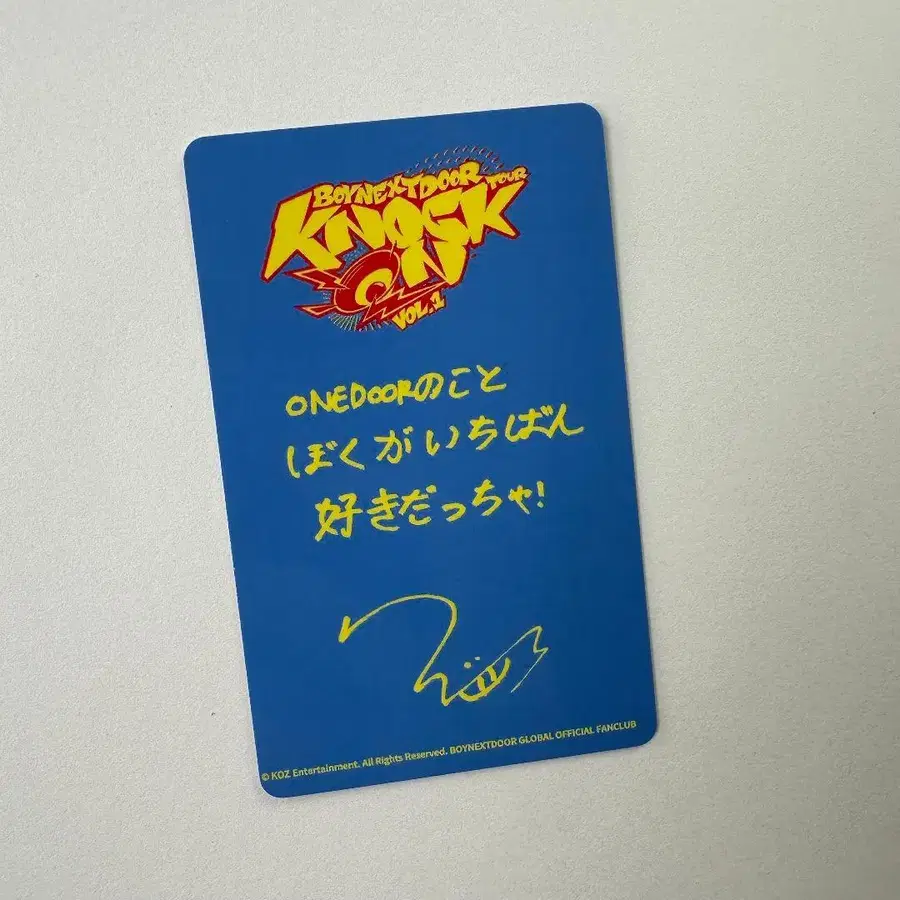 BOYNEXTDOOR TOUR
KNOCK
ON
VOL.1
ONEDOORのこと
ぼくがいちばん
好きだっちゃ!
© KOZ Entertainment. All Rights Reserved. BOYNEXTDOOR GLOBAL OFFICIAL FANCLUB